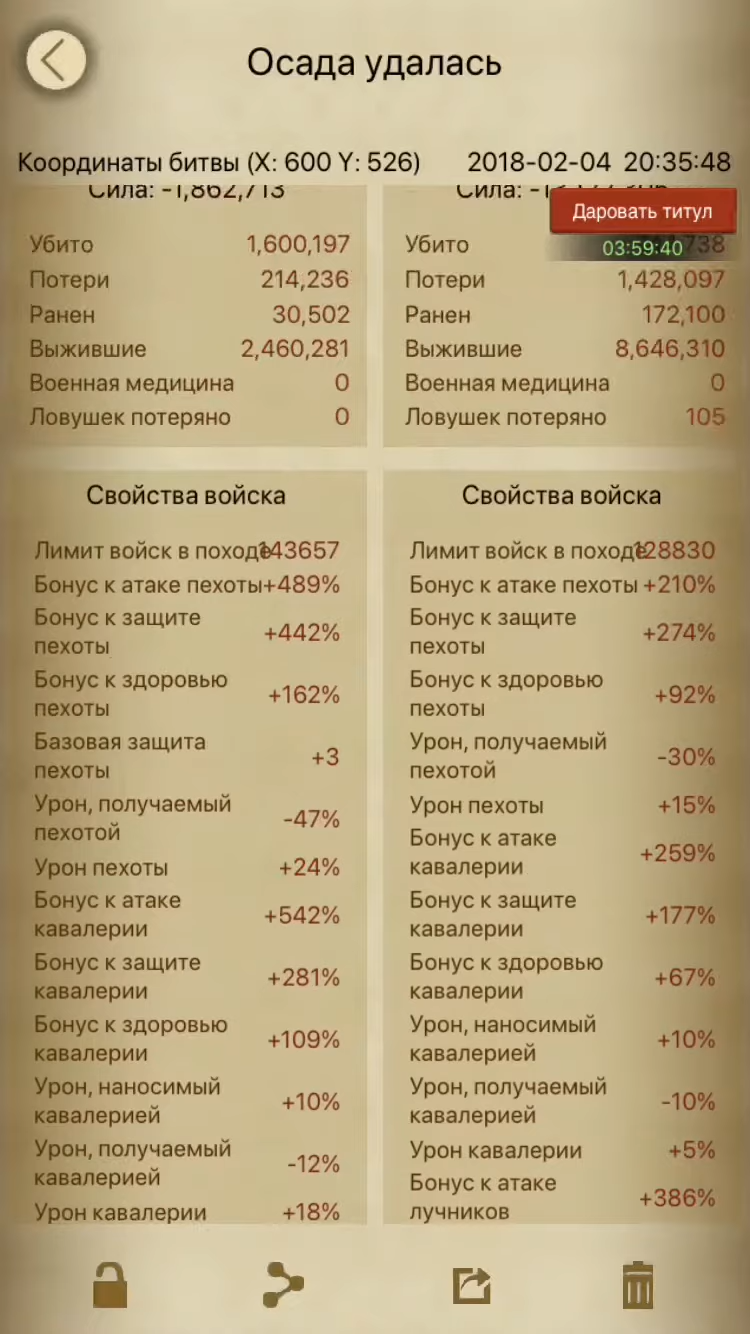 Осада удалась
Координаты битвы (X: 600 Y: 526) 2018-02-04 20:35:48
Сила: -1,862,713
Убито 1,600,197
Потери 214,236
Ранен 30,502
Выжившие 2,460,281
Военная медицина 0
Ловушек потеряно 0
Сила:
Даровать титул
03:59:40
Убито
Потери 1,428,097
Ранен 172,100
Выжившие 8,646,310
Военная медицина 0
Ловушек потеряно 105
Свойства войска
Лимит войск в походе 143657
Бонус к атаке пехоты +489%
Бонус к защите
пехоты +442%
Бонус к здоровью
пехоты +162%
Базовая защита
пехоты +3
Урон, получаемый
пехотой -47%
Урон пехоты +24%
Бонус к атаке
кавалерии +542%
Бонус к защите
кавалерии +281%
Бонус к здоровью
кавалерии +109%
Урон, наносимый
кавалерией +10%
Урон, получаемый
кавалерией -12%
Урон кавалерии +18%
Свойства войска
Лимит войск в походе 128830
Бонус к атаке пехоты +210%
Бонус к защите
пехоты +274%
Бонус к здоровью
пехоты +92%
Урон, получаемый
пехотой -30%
Урон пехоты +15%
Бонус к атаке
кавалерии +259%
Бонус к защите
кавалерии +177%
Бонус к здоровью
кавалерии +67%
Урон, наносимый
кавалерией +10%
Урон, получаемый
кавалерией -10%
Урон кавалерии +5%
Бонус к атаке
лучников +386%